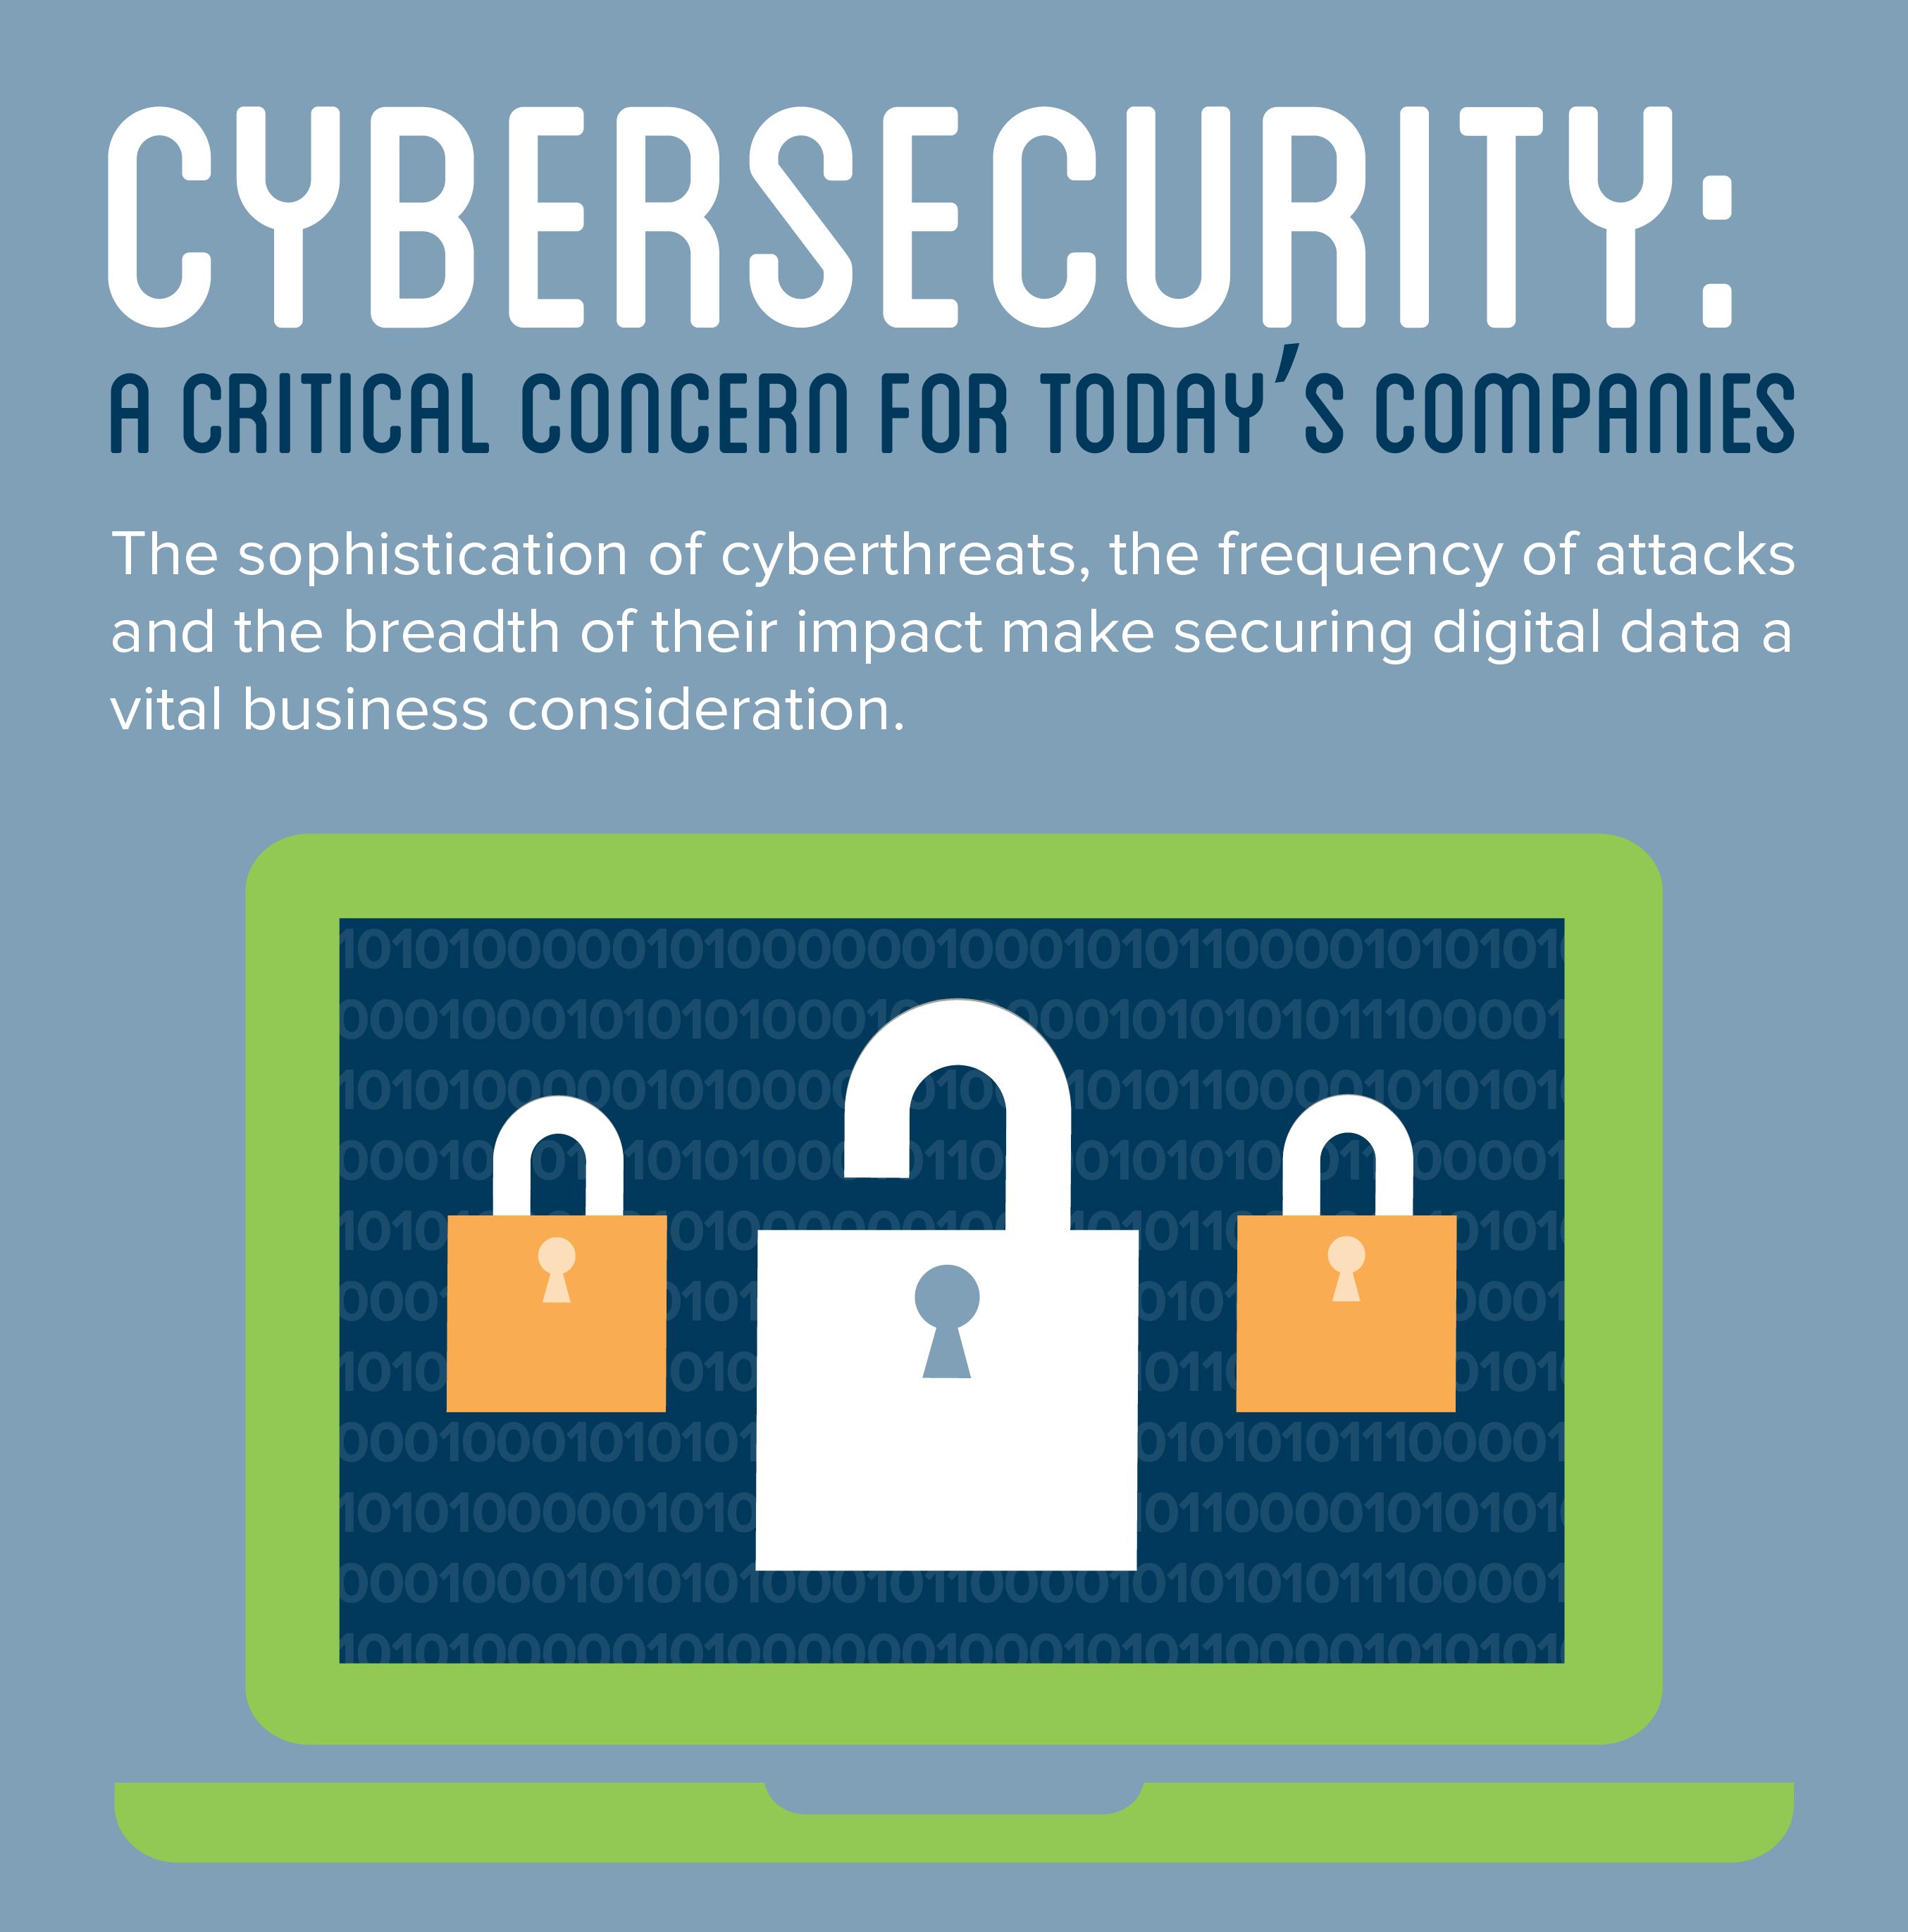 CYBERSECURITY:
A CRITICAL CONCERN FOR TODAY'S COMPANIES
The sophistication of cyberthreats, the frequency of attacks
and the breadth of their impact make securing digital data a
vital business consideration.